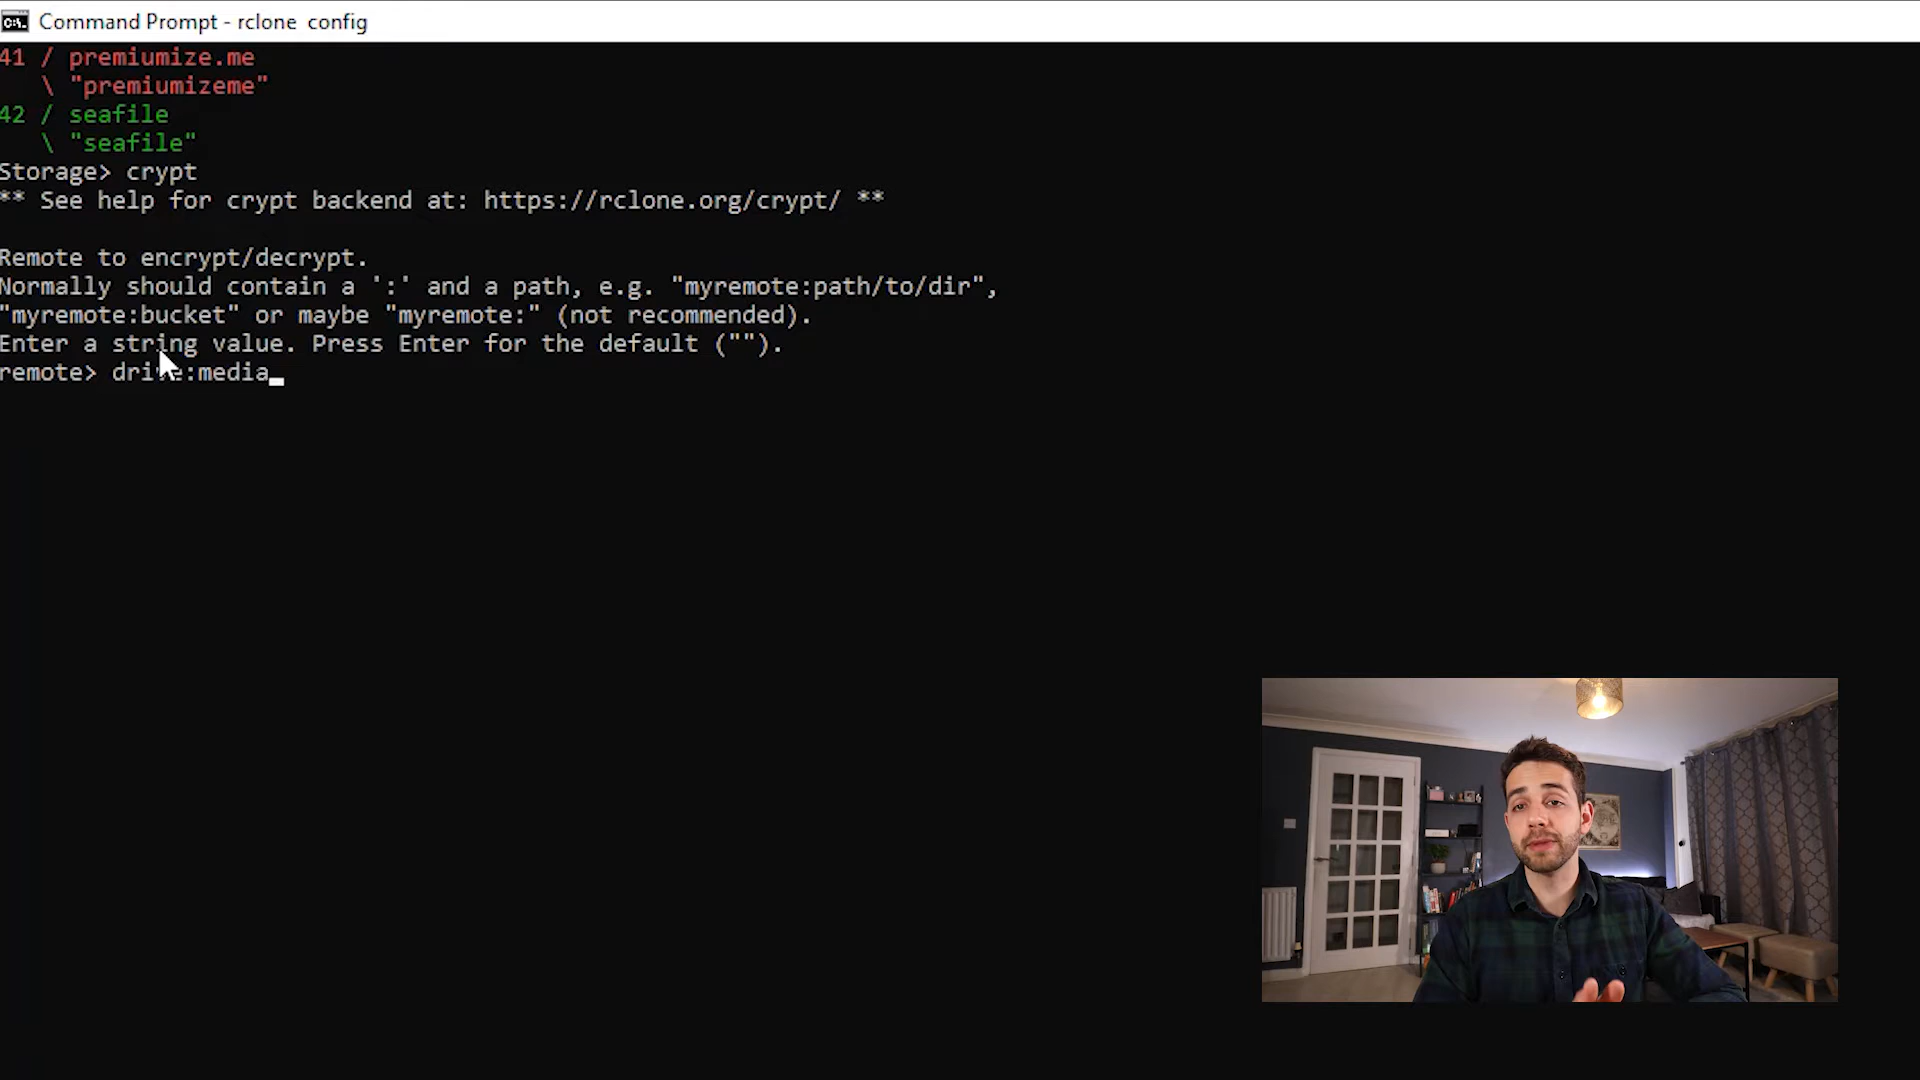 Command Prompt - rclone  config
41 / premiumize.me
\ "premiumizeme"
42 / seafile
\ "seafile"
Storage> crypt
** See help for crypt backend at: https://rclone.org/crypt/ **
Remote to encrypt/decrypt.
Normally should contain a ':' and a path, e.g. "myremote:path/to/dir",
"myremote:bucket" or maybe "myremote:" (not recommended).
Enter a string value. Press Enter for the default ("").
remote> drive:media